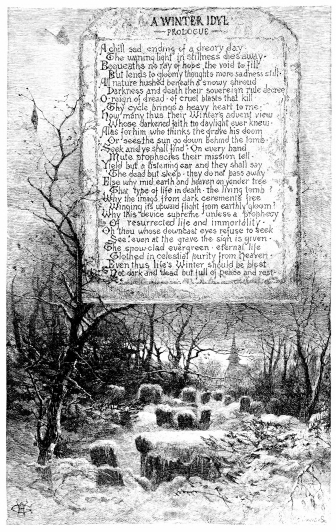 A WINTER IDYL
— PROLOGUE —
A chill sad ending of a dreary day
The waning light in stillness dies away
Bequeaths no ray of hope the void to fill
But lends to gloomy thoughts more sadness still
All nature hushed beneath a snowy shroud
Darkness and death their sovereign rule decree
O reign of dread of cruel blasts that kill
Thy cycle brings a heavy heart to me
How many thus their Winter's advent view
Whose darkened faith no daylight ever knew
Alas for him who thinks the grave his doom
Or sees the sun go down behind the tomb
Seek and ye shall find On every hand
Mute prophecies their mission tell
Yield but a listening ear and they shall say
The dead but sleep they do not pass away
Else why mid earth and heaven on yonder tree
That type of life in death the living tomb
Why the imago from dark cerements free
Winging its upward flight from earthly gloom
Why this device supreme unless a prophecy
Of resurrected life and immortality
Oh thou whose downcast eyes refuse to seek
See even at the grave the sign is given
The snow clad evergreen eternal life
Clothed in celestial purity from Heaven
Even thus life's Winter should be blest
Not dark and dead but full of peace and rest